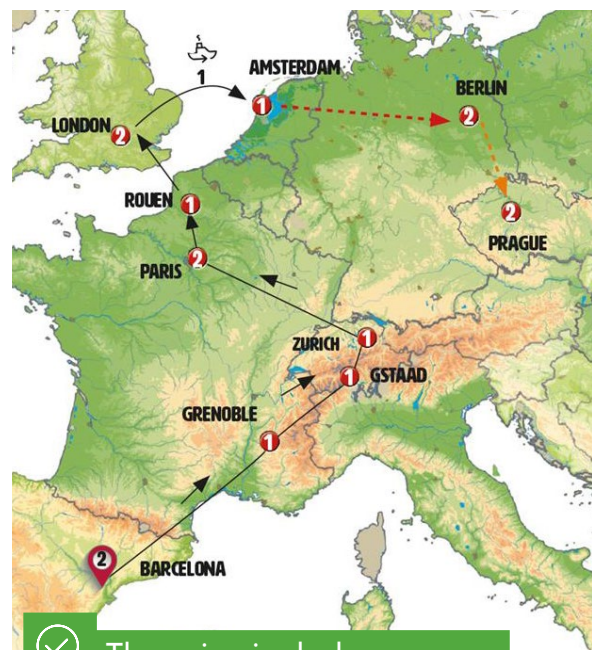 1
AMSTERDAM
1
BERLIN
2
LONDON
2
ROUEN
1
2
PRAGUE
PARIS
2
ZURICH
1
1
GSTAAD
GRENOBLE
1
2
BARCELONA